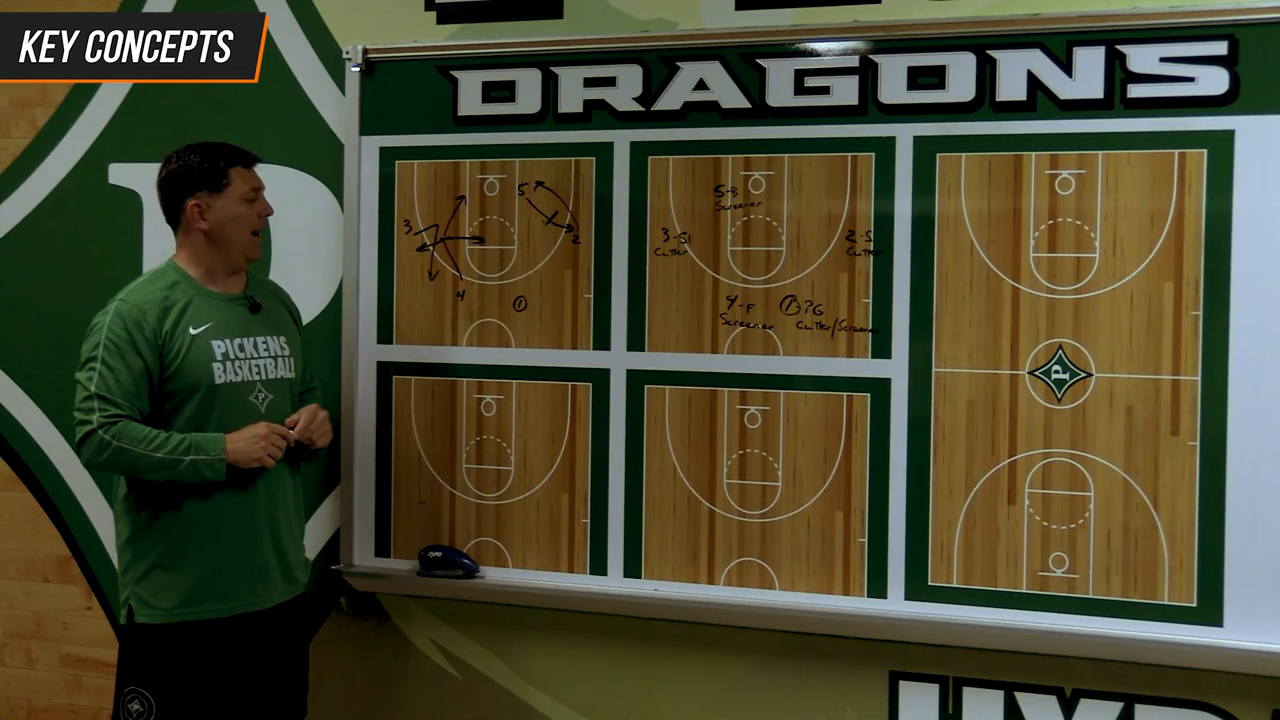 KEY CONCEPTS
DRAGONS
P
PICKENS
BASKETBALL
P
3
5
2
4
1
5-B
Screener
3-S
Cutter
2-S
Cutter
4-F
Screener
1 PG
Cutter/Screener
P
expo